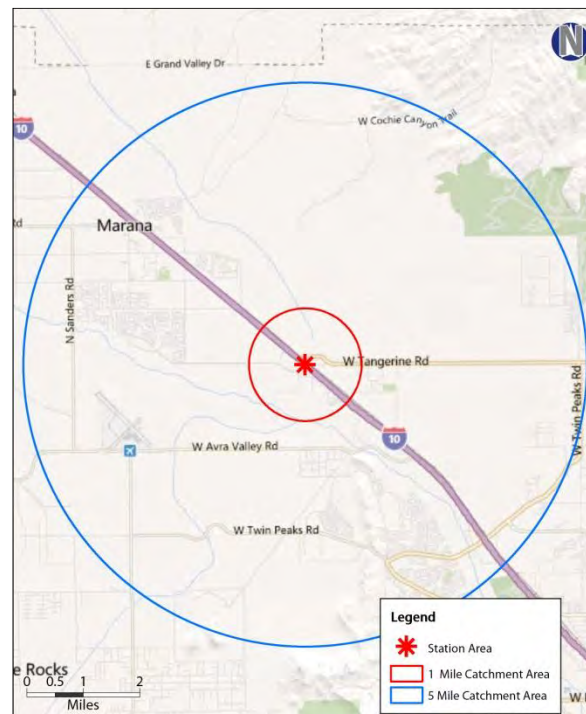 N
E Grand Valley Dr
W Cochie Canyon Trail
10
Marana
N Sanders Rd
Rd
W Tangerine Rd
W Twin Peaks Rd
10
W Avra Valley Rd
W Twin Peaks Rd
Legend
Station Area
1 Mile Catchment Area
5 Mile Catchment Area
e Rocks
0 0.5 1 2
Miles
W